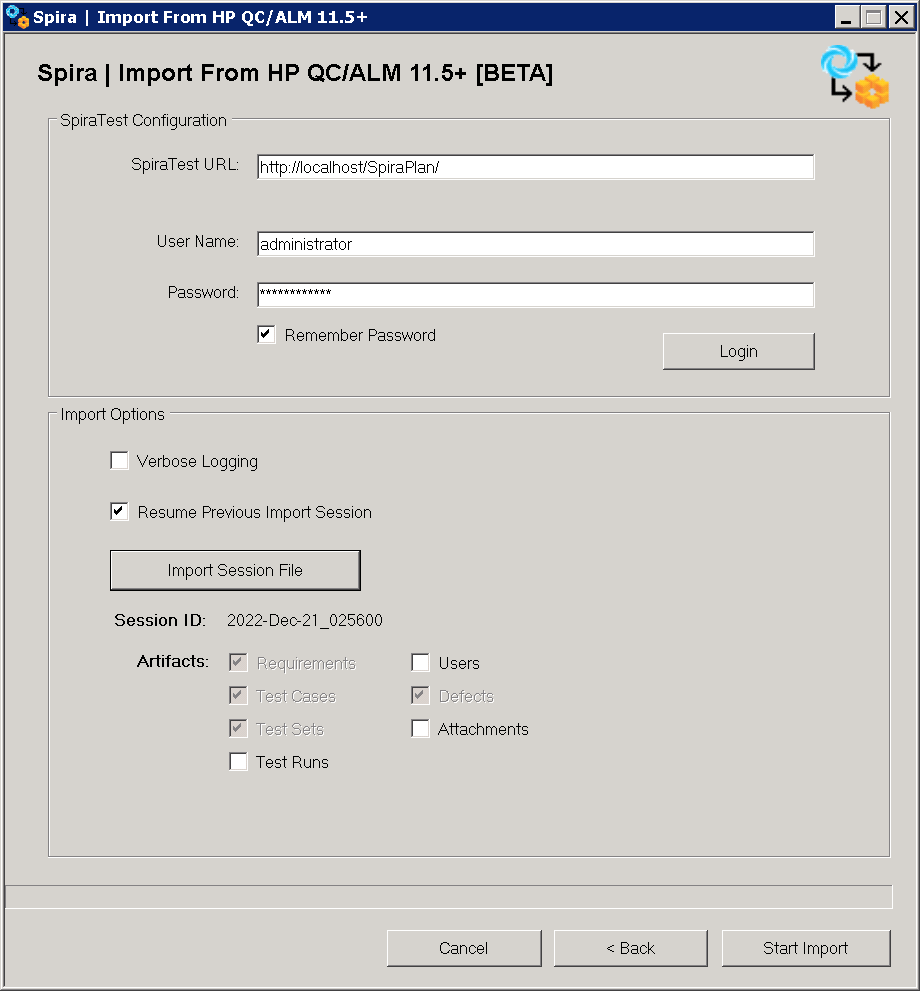 Spira | Import From HP QC/ALM 11.5+
Spira | Import From HP QC/ALM 11.5+ [BETA]
SpiraTest Configuration
SpiraTest URL: http://localhost/SpiraPlan/
User Name: administrator
Password: ************
Remember Password
Login
Import Options
Verbose Logging
Resume Previous Import Session
Import Session File
Session ID: 2022-Dec-21_025600
Artifacts: Requirements Users
Test Cases Defects
Test Sets Attachments
Test Runs
Cancel < Back Start Import